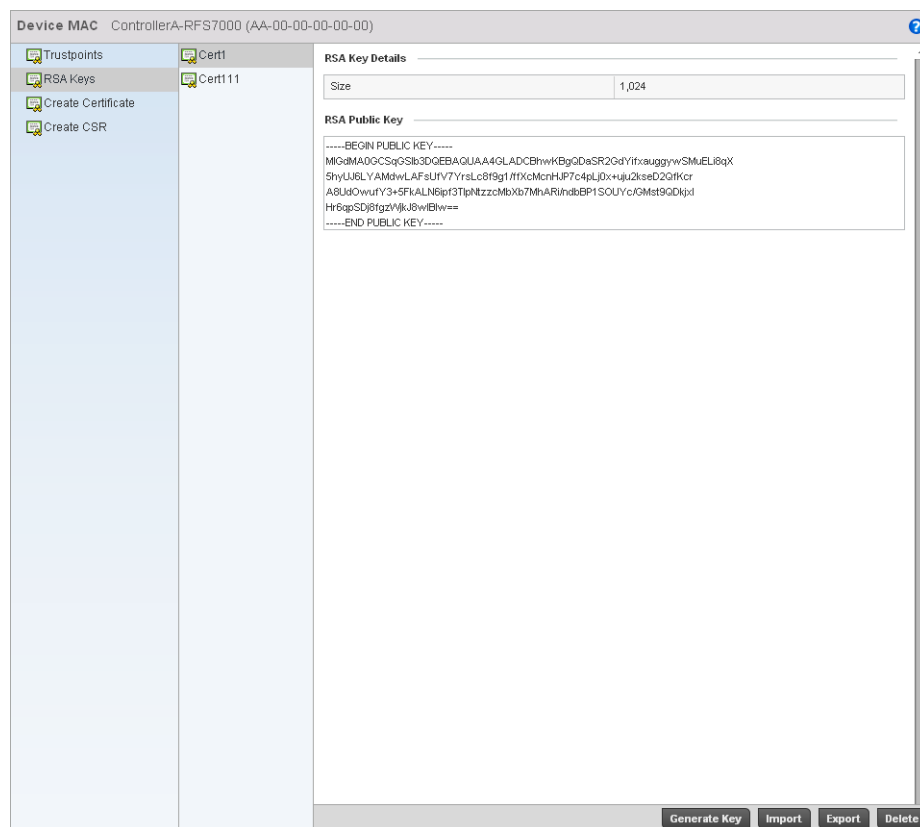 Device MAC ControllerA-RFS7000 (AA-00-00-00-00-00)
?
Trustpoints
RSA Keys
Create Certificate
Create CSR
Cert1
Cert111
RSA Key Details
Size 1,024
RSA Public Key
-----BEGIN PUBLIC KEY-----
MIGdMA0GCSqGSIb3DQEBAQUAA4GLADCBhwKBgQDaSR2GdYifxauggywSMuELi8qX
5hyUJ6LYAMdwLAFsUfV7YrsLc8f9g1/ffXcMcnHJP7c4pLj0x+uju2kseD2QfKcr
A8UdOwufY3+5FkALN6ipf3TlpNtzzcMbXb7MhARi/ndbBP1SOUYc/GMst9QDkjxI
Hr6qpSDj8fgzVVjkJ8wIBIw==
-----END PUBLIC KEY-----
Generate Key Import Export Delete